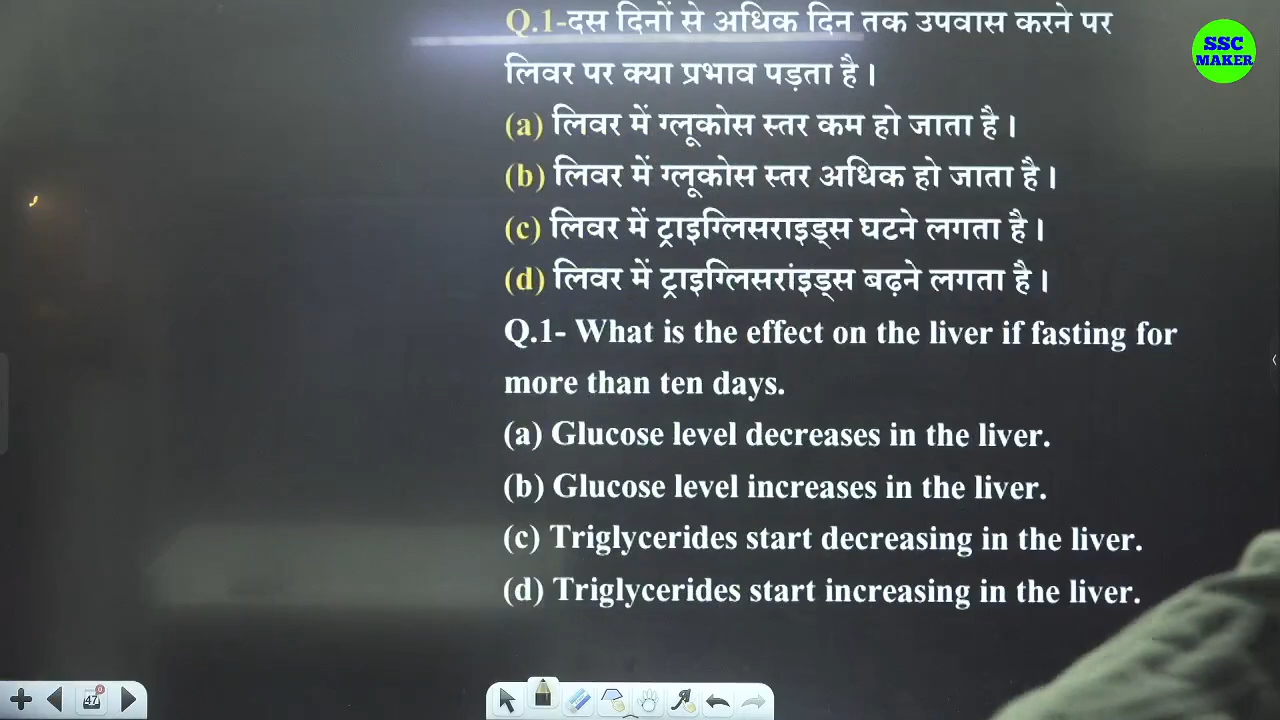 Q.1-दस दिनों से अधिक दिन तक उपवास करने पर
लिवर पर क्या प्रभाव पड़ता है।
(a) लिवर में ग्लूकोस स्तर कम हो जाता है।
(b) लिवर में ग्लूकोस स्तर अधिक हो जाता है।
(c) लिवर में ट्राइग्लिसराइड्स घटने लगता है।
(d) लिवर में ट्राइग्लिसरांइड्स बढ़ने लगता है।
Q.1- What is the effect on the liver if fasting for
more than ten days.
(a) Glucose level decreases in the liver.
(b) Glucose level increases in the liver.
(c) Triglycerides start decreasing in the liver.
(d) Triglycerides start increasing in the liver.
SSC
MAKER
47